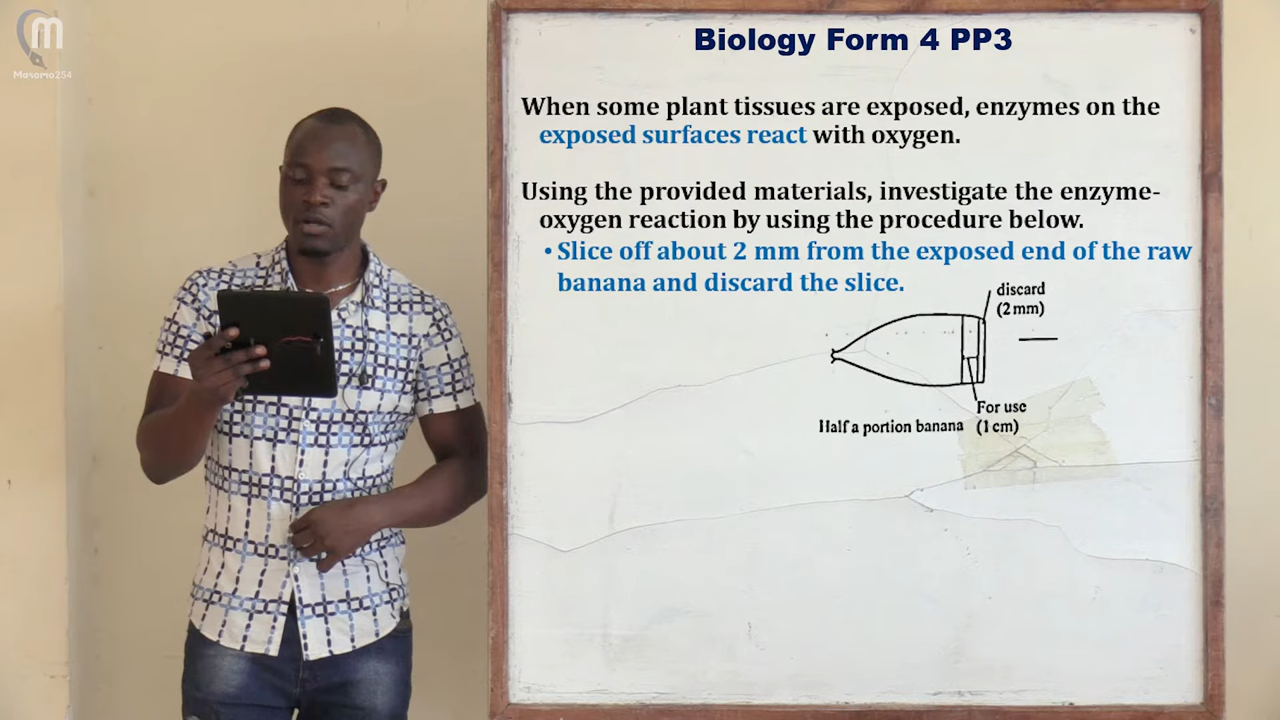 m
Masomo254
Biology Form 4 PP3
When some plant tissues are exposed, enzymes on the
exposed surfaces react with oxygen.
Using the provided materials, investigate the enzyme-
oxygen reaction by using the procedure below.
• Slice off about 2 mm from the exposed end of the raw
banana and discard the slice.
discard
(2 mm)
For use
Half a portion banana (1 cm)